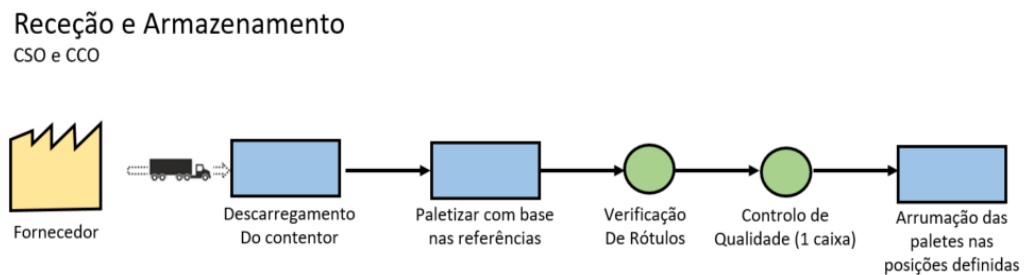 Receção e Armazenamento
CSO e CCO
Fornecedor
Descarregamento
Do contentor
Paletizar com base
nas referências
Verificação
De Rótulos
Controlo de
Qualidade (1 caixa)
Arrumação das
paletes nas
posições definidas